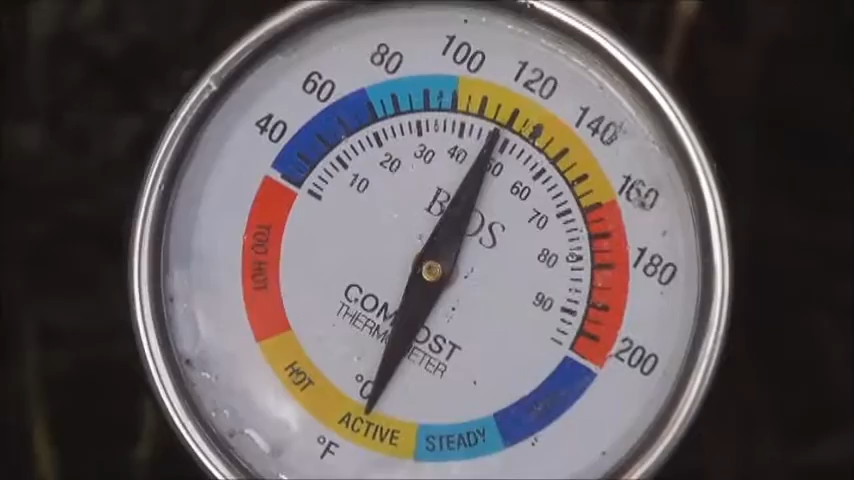 40 60 80 100 120 140 160 180 200
10 20 30 40 50 60 70 80 90
COMPOST
THERMOMETER
TOO HOT
HOT
ACTIVE
STEADY
°C
°F